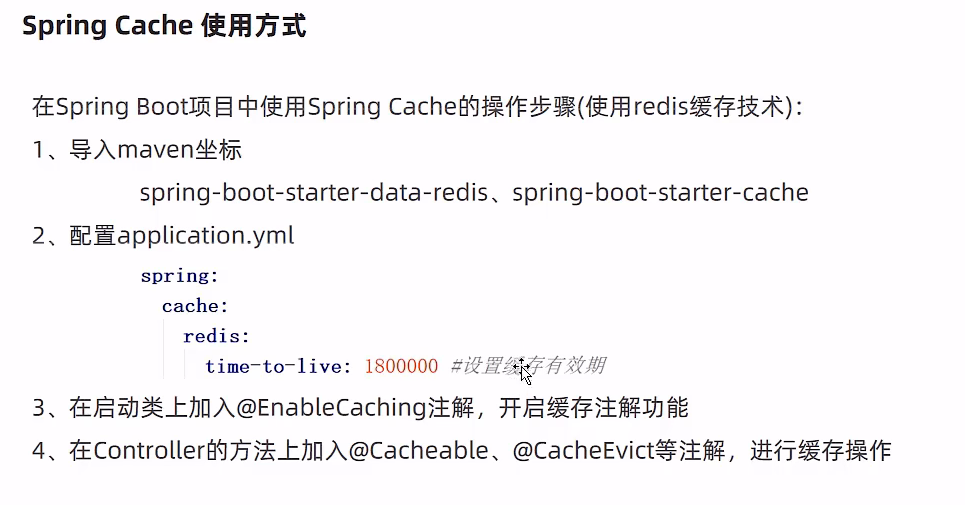 Spring Cache 使用方式
在Spring Boot项目中使用Spring Cache的操作步骤(使用redis缓存技术)：
1、导入maven坐标
spring-boot-starter-data-redis、spring-boot-starter-cache
2、配置application.yml
spring:
cache:
redis:
time-to-live: 1800000 #设置缓存有效期
3、在启动类上加入@EnableCaching注解，开启缓存注解功能
4、在Controller的方法上加入@Cacheable、@CacheEvict等注解，进行缓存操作